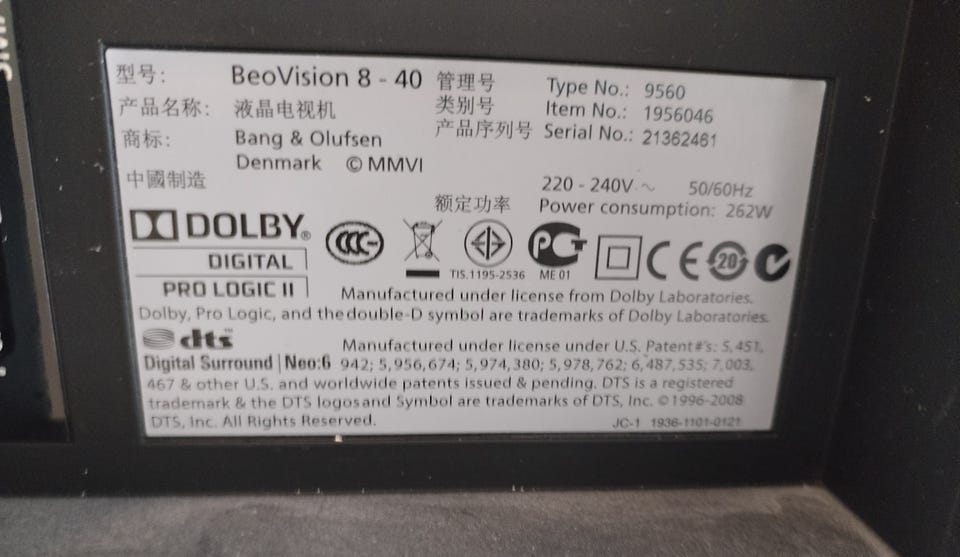 型号: BeoVision 8 - 40 管理号 Type No.: 9560
产品名称: 液晶电视机 类别号 Item No.: 1956046
商标: Bang & Olufsen 产品序列号 Serial No.: 21362461
Denmark © MMVI
中國制造 220 - 240V ~ 50/60Hz
额定功率 Power consumption: 262W
DOLBY®
DIGITAL
PRO LOGIC II
CCC
TIS.1195-2536
PCT
ME 01
CE
20
Manufactured under license from Dolby Laboratories.
Dolby, Pro Logic, and the double-D symbol are trademarks of Dolby Laboratories.
dts™
Digital Surround | Neo:6
Manufactured under license under U.S. Patent #'s: 5,451,
942; 5,956,674; 5,974,380; 5,978,762; 6,487,535; 7,003,
467 & other U.S. and worldwide patents issued & pending. DTS is a registered
trademark & the DTS logos and Symbol are trademarks of DTS, Inc. © 1996-2008
DTS, Inc. All Rights Reserved.
JC-1 1936-1101-0121